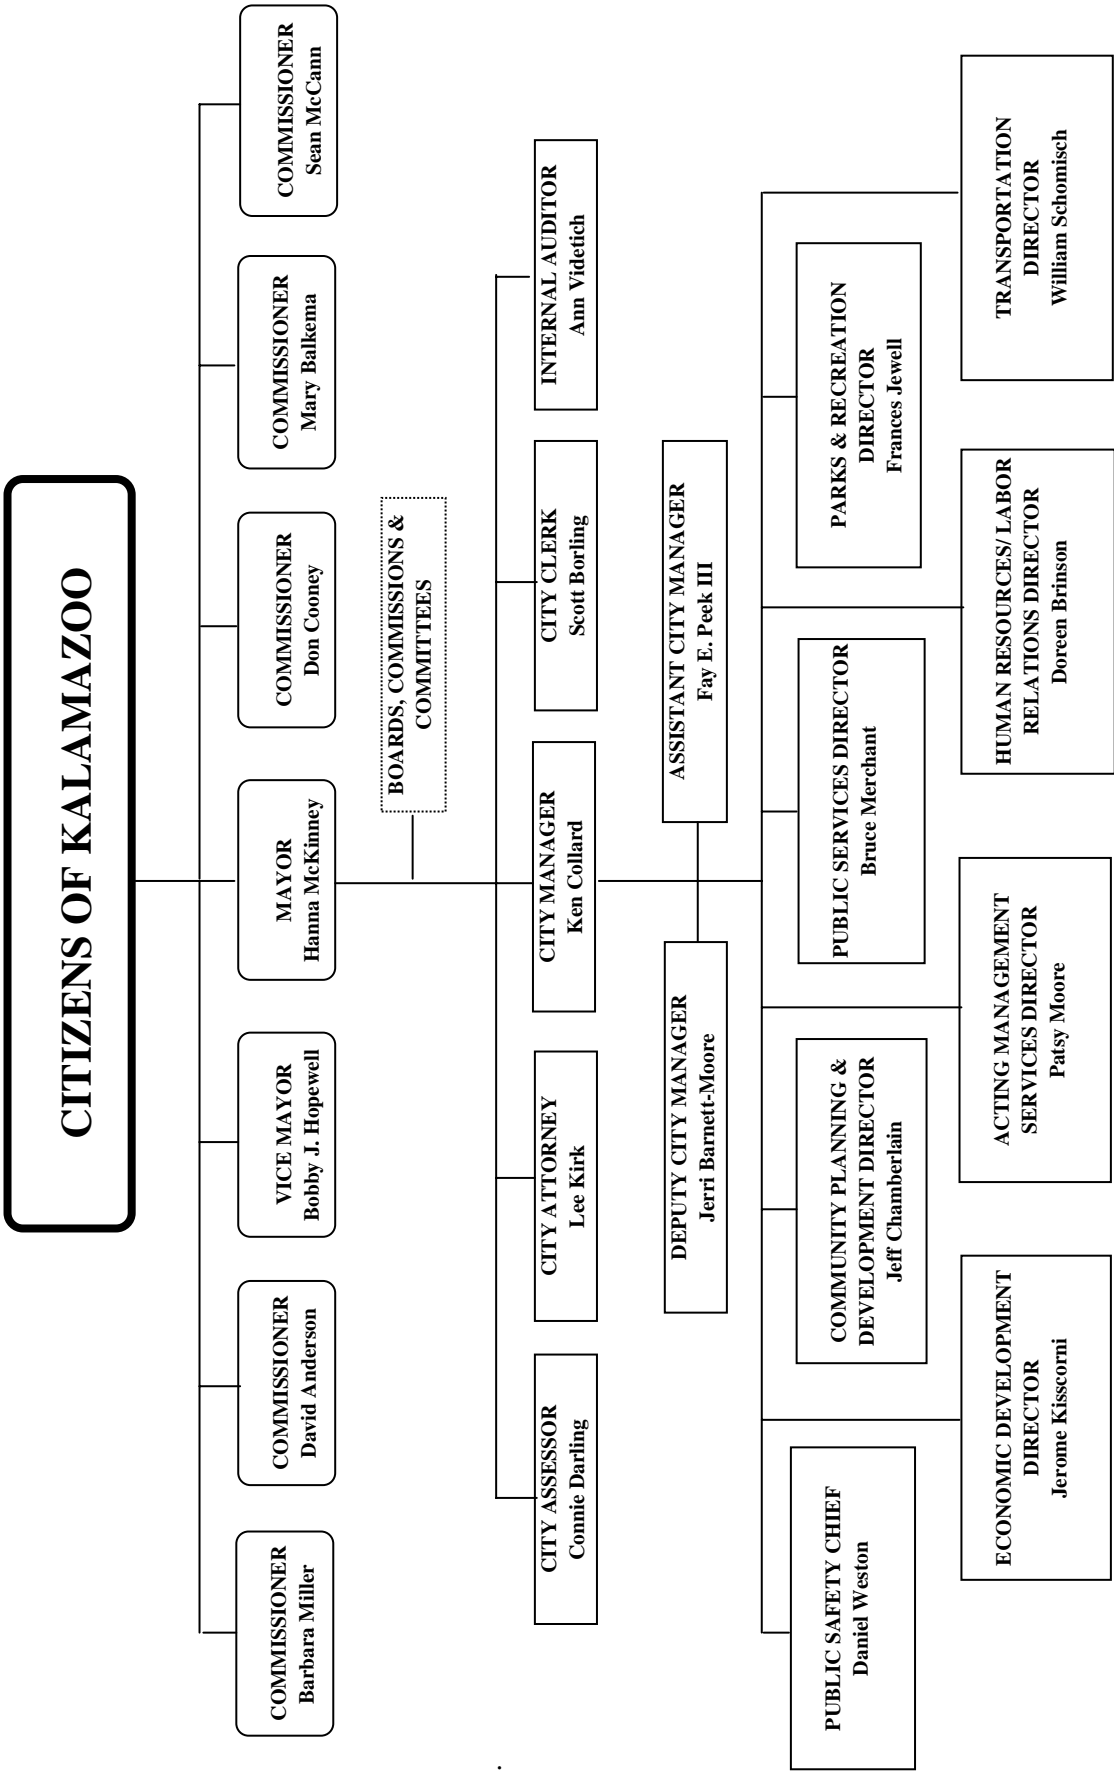 CITIZENS OF KALAMAZOO
COMMISSIONER
Barbara Miller
COMMISSIONER
David Anderson
VICE MAYOR
Bobby J. Hopewell
MAYOR
Hanna McKinney
COMMISSIONER
Don Cooney
COMMISSIONER
Mary Balkema
COMMISSIONER
Sean McCann
BOARDS, COMMISSIONS &
COMMITTEES
CITY ASSESSOR
Connie Darling
CITY ATTORNEY
Lee Kirk
CITY MANAGER
Ken Collard
CITY CLERK
Scott Borling
INTERNAL AUDITOR
Ann Videtich
DEPUTY CITY MANAGER
Jerri Barnett-Moore
ASSISTANT CITY MANAGER
Fay E. Peek III
PUBLIC SAFETY CHIEF
Daniel Weston
COMMUNITY PLANNING &
DEVELOPMENT DIRECTOR
Jeff Chamberlain
PUBLIC SERVICES DIRECTOR
Bruce Merchant
PARKS & RECREATION
DIRECTOR
Frances Jewell
ECONOMIC DEVELOPMENT
DIRECTOR
Jerome Kisscorni
ACTING MANAGEMENT
SERVICES DIRECTOR
Patsy Moore
HUMAN RESOURCES/ LABOR
RELATIONS DIRECTOR
Doreen Brinson
TRANSPORTATION
DIRECTOR
William Schomisch